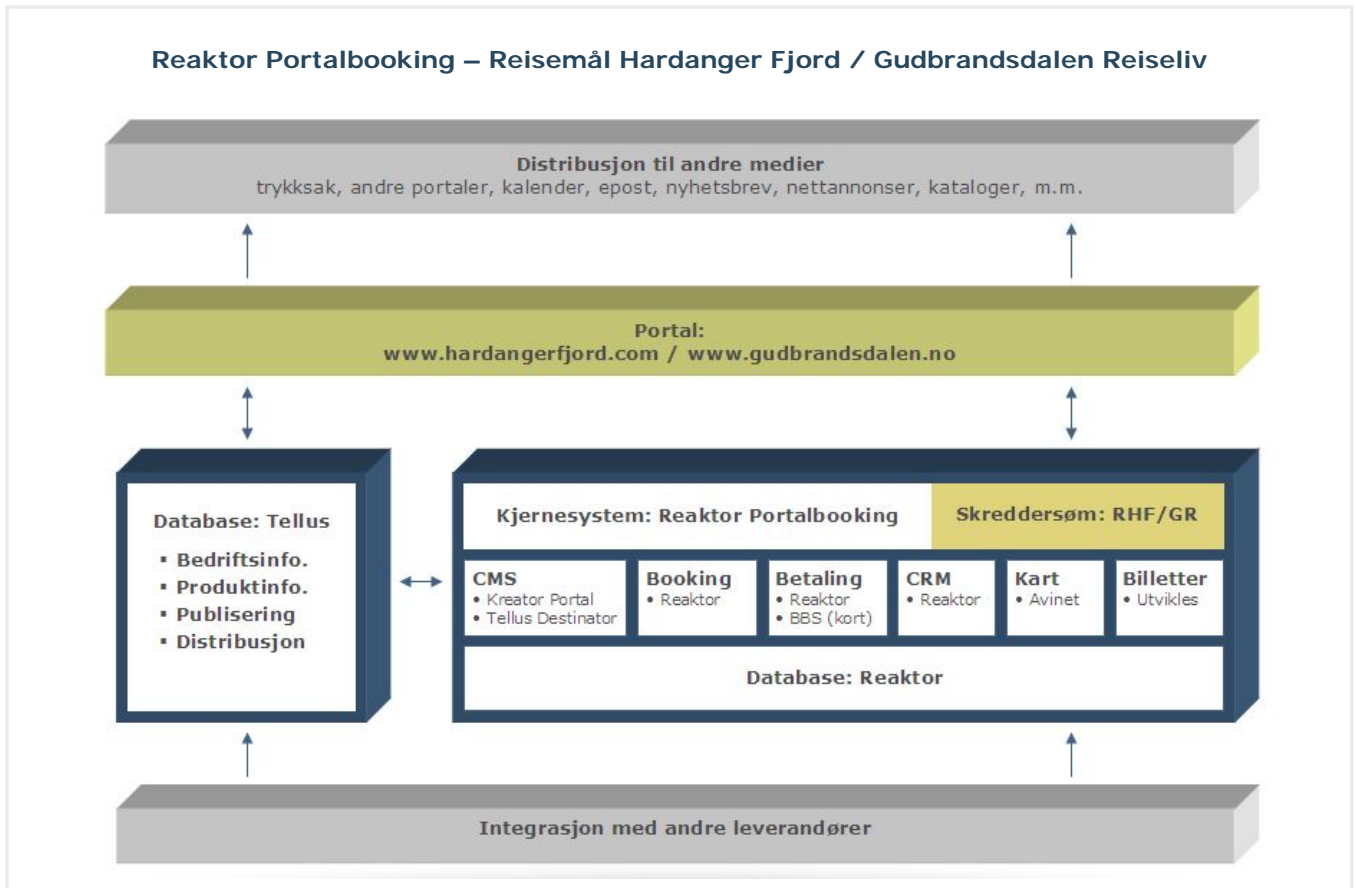 Reaktor Portalbooking – Reisemål Hardanger Fjord / Gudbrandsdalen Reiseliv
Distribusjon til andre medier
trykksak, andre portaler, kalender, epost, nyhetsbrev, nettannonser, kataloger, m.m.
Portal:
www.hardangerfjord.com / www.gudbrandsdalen.no
Database: Tellus
▪ Bedriftsinfo.
▪ Produktinfo.
▪ Publisering
▪ Distribusjon
Kjernesystem: Reaktor Portalbooking
Skreddersøm: RHF/GR
CMS
• Kreator Portal
• Tellus Destinator
Booking
• Reaktor
Betaling
• Reaktor
• BBS (kort)
CRM
• Reaktor
Kart
• Avinet
Billetter
• Utvikles
Database: Reaktor
Integrasjon med andre leverandører